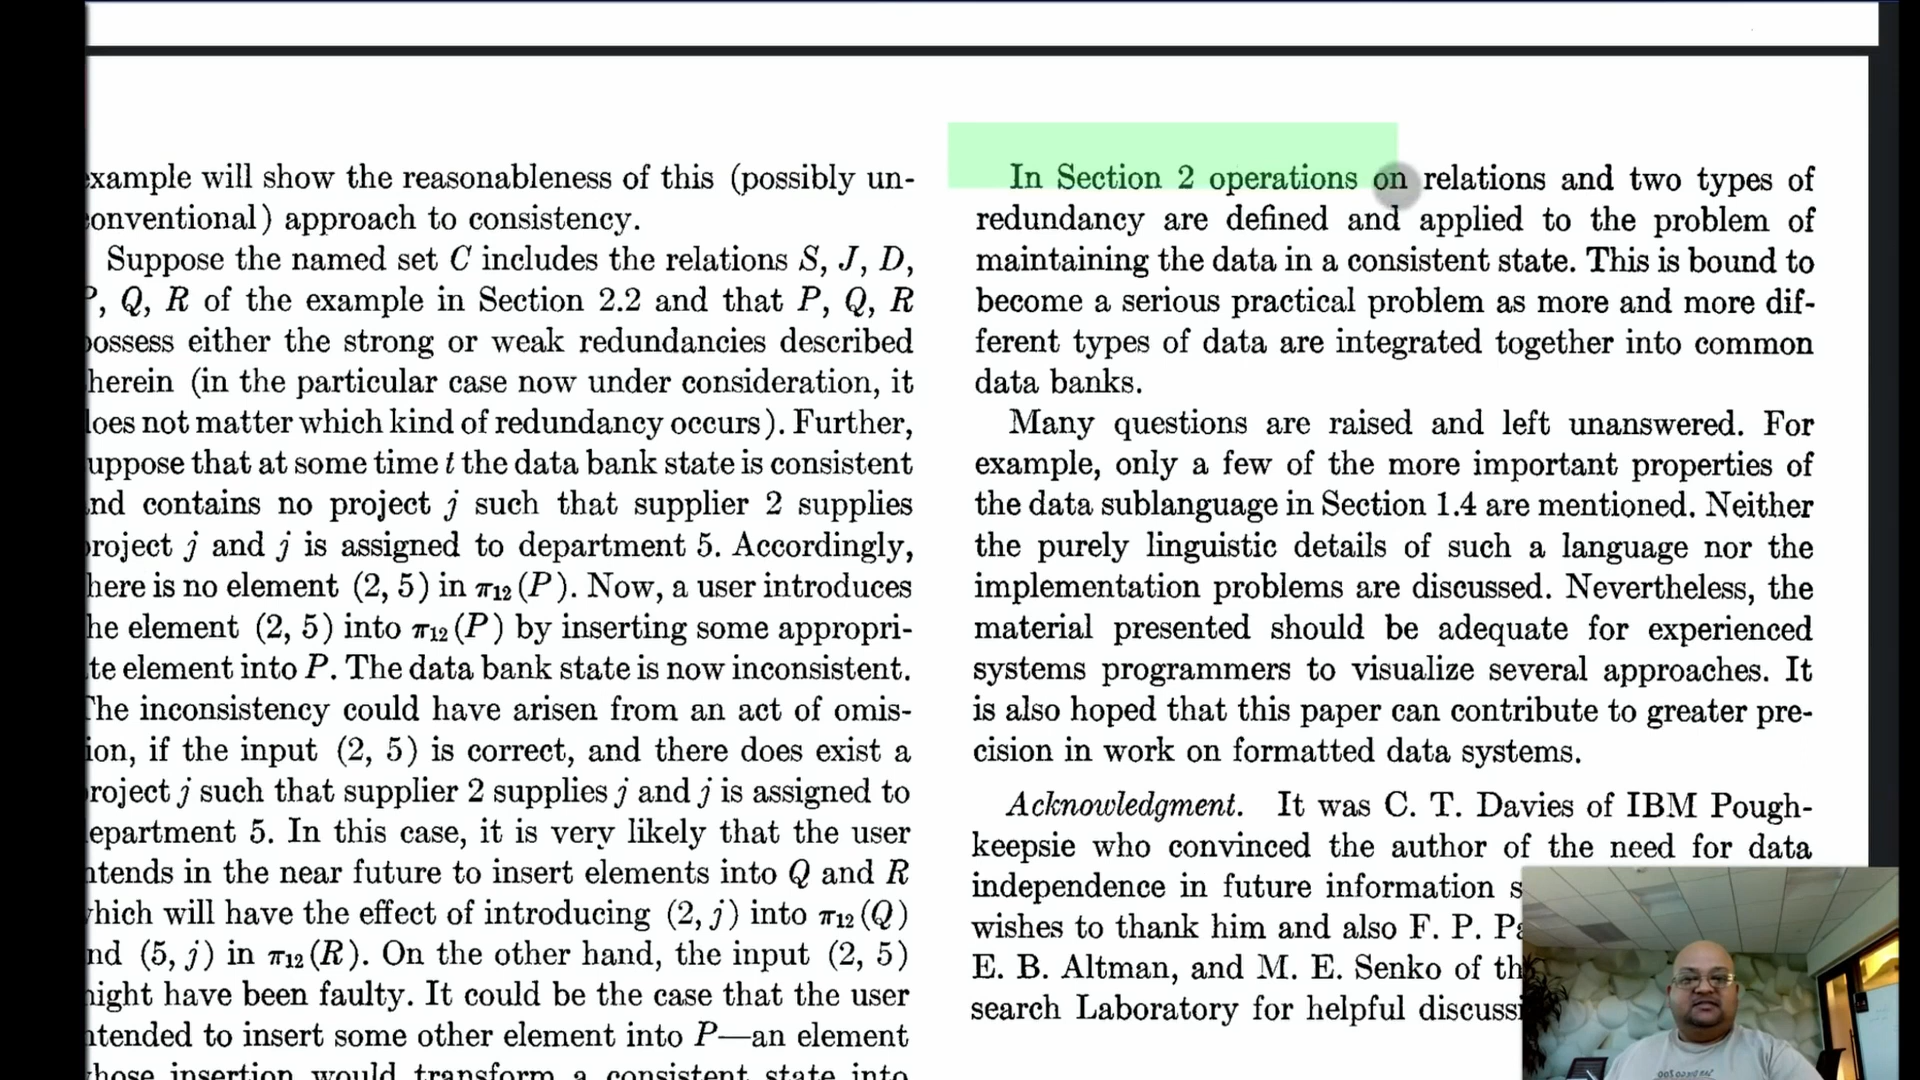 xample will show the reasonableness of this (possibly un-
onventional) approach to consistency.
Suppose the named set C includes the relations S, J, D,
, Q, R of the example in Section 2.2 and that P, Q, R
ossess either the strong or weak redundancies described
herein (in the particular case now under consideration, it
oes not matter which kind of redundancy occurs). Further,
uppose that at some time t the data bank state is consistent
nd contains no project j such that supplier 2 supplies
roject j and j is assigned to department 5. Accordingly,
here is no element (2, 5) in π₁₂(P). Now, a user introduces
he element (2, 5) into π₁₂(P) by inserting some appropri-
te element into P. The data bank state is now inconsistent.
The inconsistency could have arisen from an act of omis-
ion, if the input (2, 5) is correct, and there does exist a
roject j such that supplier 2 supplies j and j is assigned to
epartment 5. In this case, it is very likely that the user
ntends in the near future to insert elements into Q and R
which will have the effect of introducing (2, j) into π₁₂(Q)
nd (5, j) in π₁₂(R). On the other hand, the input (2, 5)
might have been faulty. It could be the case that the user
ntended to insert some other element into P—an element
whose insertion would transform a consistent state into
In Section 2 operations on relations and two types of
redundancy are defined and applied to the problem of
maintaining the data in a consistent state. This is bound to
become a serious practical problem as more and more dif-
ferent types of data are integrated together into common
data banks.
Many questions are raised and left unanswered. For
example, only a few of the more important properties of
the data sublanguage in Section 1.4 are mentioned. Neither
the purely linguistic details of such a language nor the
implementation problems are discussed. Nevertheless, the
material presented should be adequate for experienced
systems programmers to visualize several approaches. It
is also hoped that this paper can contribute to greater pre-
cision in work on formatted data systems.
Acknowledgment. It was C. T. Davies of IBM Pough-
keepsie who convinced the author of the need for data
independence in future information s
wishes to thank him and also F. P. Pa
E. B. Altman, and M. E. Senko of th
search Laboratory for helpful discussi